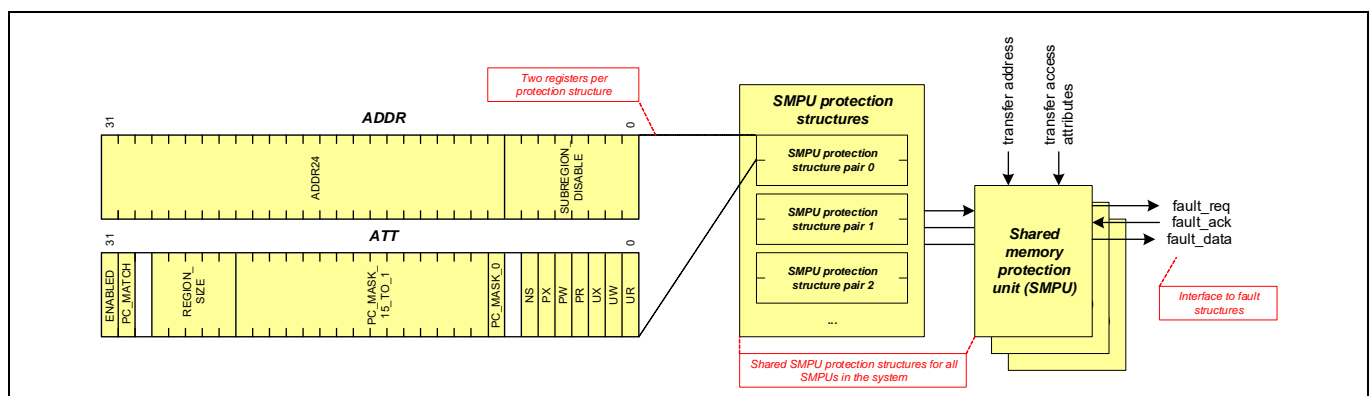 Two registers per
protection structure
ADDR
31
0
ADDR24
SUBREGION_
DISABLE
ATT
31
0
ENABLED
PC_MATCH
REGION_
SIZE
PC_MASK_
15_TO_1
PC_MASK_0
NS
PX
PW
PR
UX
UW
UR
SMPU protection
structures
SMPU protection
structure pair 0
SMPU protection
structure pair 1
SMPU protection
structure pair 2
...
Shared SMPU protection structures for all
SMPUs in the system
transfer address
transfer access
attributes
Shared
memory
protection
unit (SMPU)
fault_req
fault_ack
fault_data
Interface to fault
structures